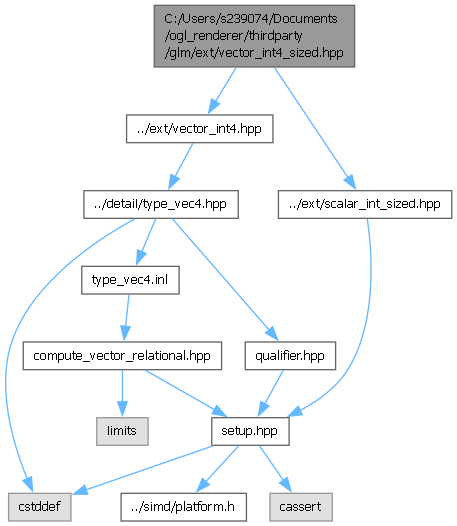 C:/Users/s239074/Documents
/ogl_renderer/thirdparty
/glm/ext/vector_int4_sized.hpp
../ext/vector_int4.hpp
../detail/type_vec4.hpp
../ext/scalar_int_sized.hpp
type_vec4.inl
compute_vector_relational.hpp
qualifier.hpp
limits
setup.hpp
cstddef
../simd/platform.h
cassert